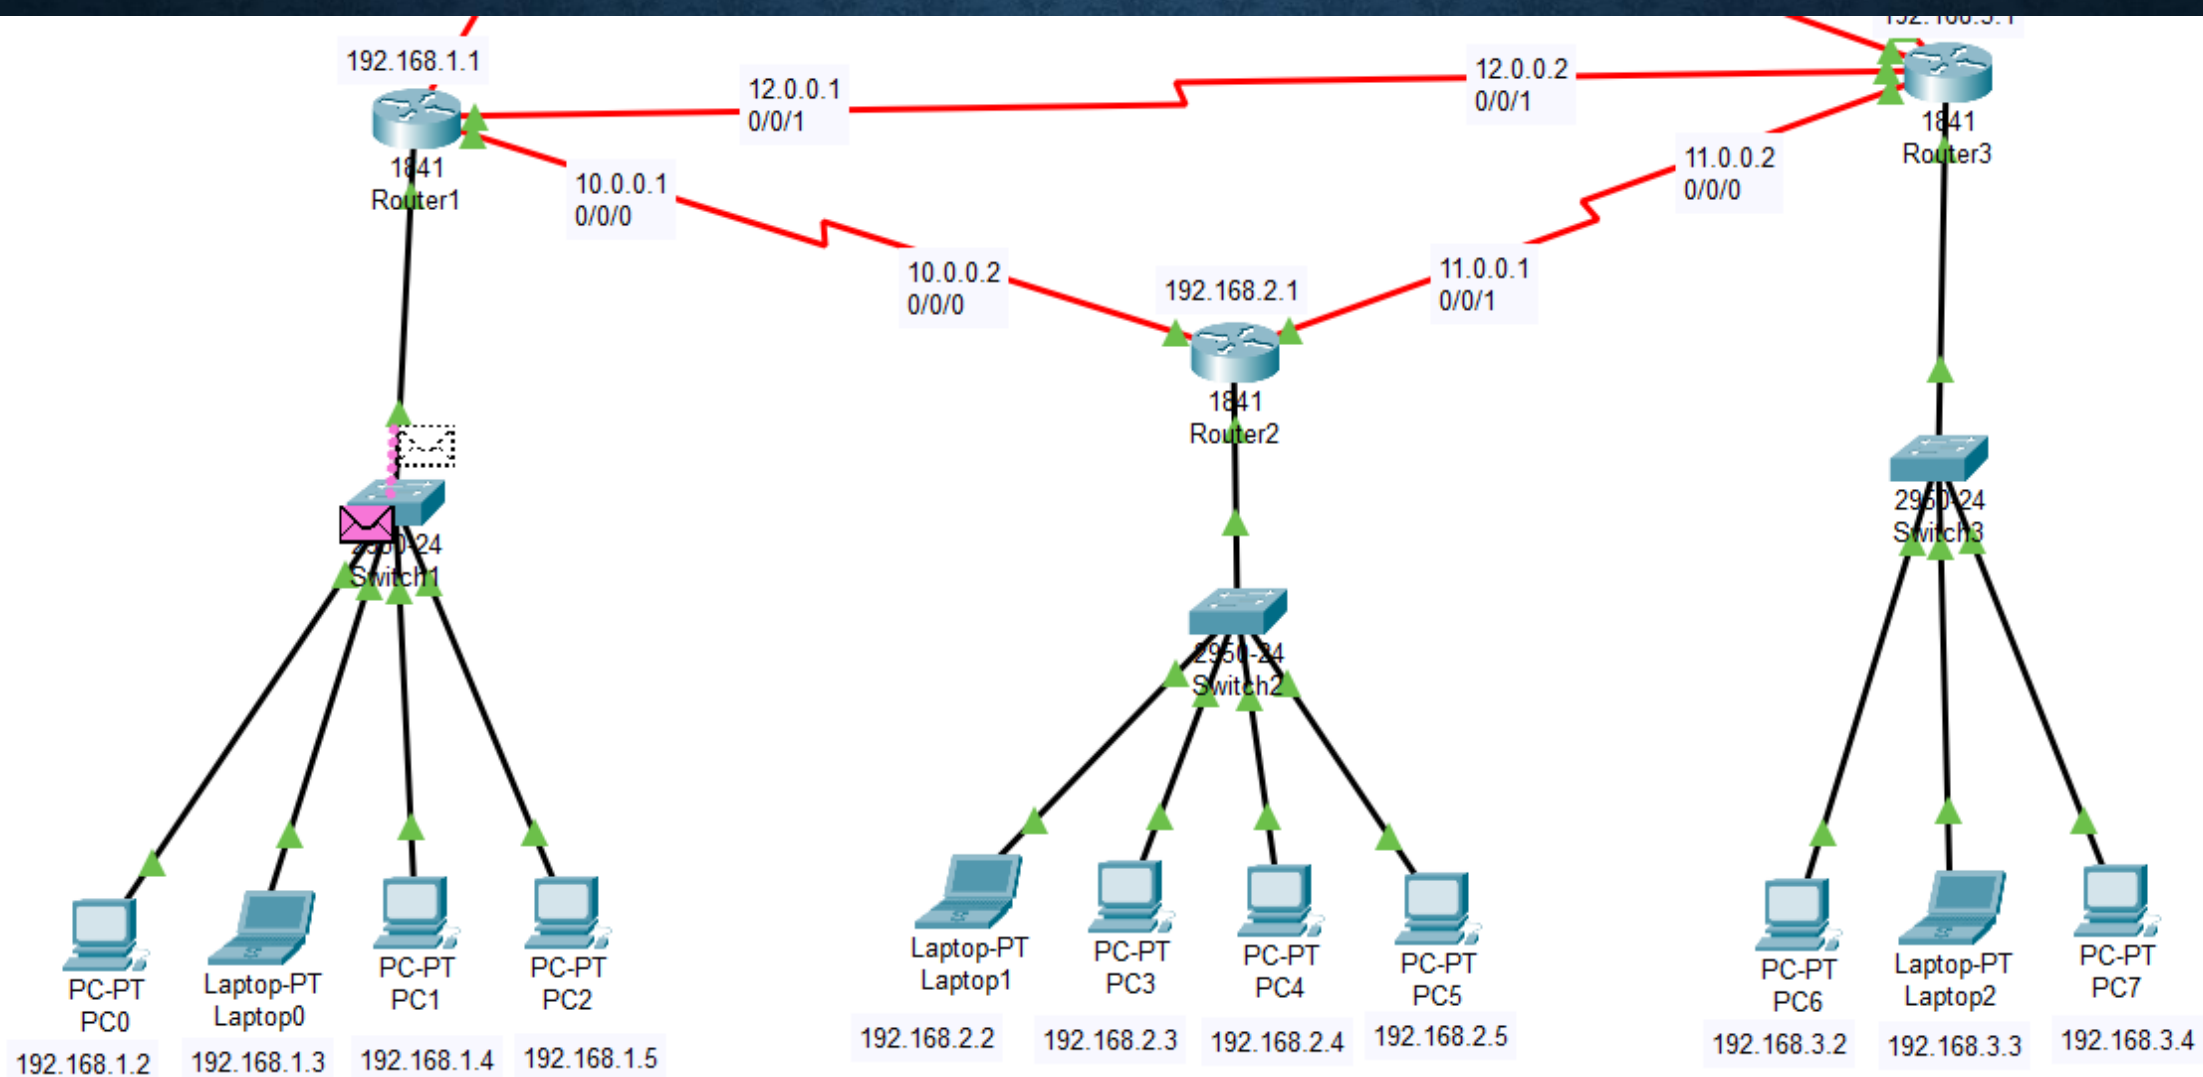 192.168.1.1
1841
Router1
12.0.0.1
0/0/1
10.0.0.1
0/0/0
10.0.0.2
0/0/0
192.168.2.1
1841
Router2
11.0.0.1
0/0/1
12.0.0.2
0/0/1
11.0.0.2
0/0/0
192.168.3.1
1841
Router3
2950-24
Switch1
2950-24
Switch2
2950-24
Switch3
PC-PT
PC0
192.168.1.2
Laptop-PT
Laptop0
192.168.1.3
PC-PT
PC1
192.168.1.4
PC-PT
PC2
192.168.1.5
Laptop-PT
Laptop1
192.168.2.2
PC-PT
PC3
192.168.2.3
PC-PT
PC4
192.168.2.4
PC-PT
PC5
192.168.2.5
PC-PT
PC6
192.168.3.2
Laptop-PT
Laptop2
192.168.3.3
PC-PT
PC7
192.168.3.4